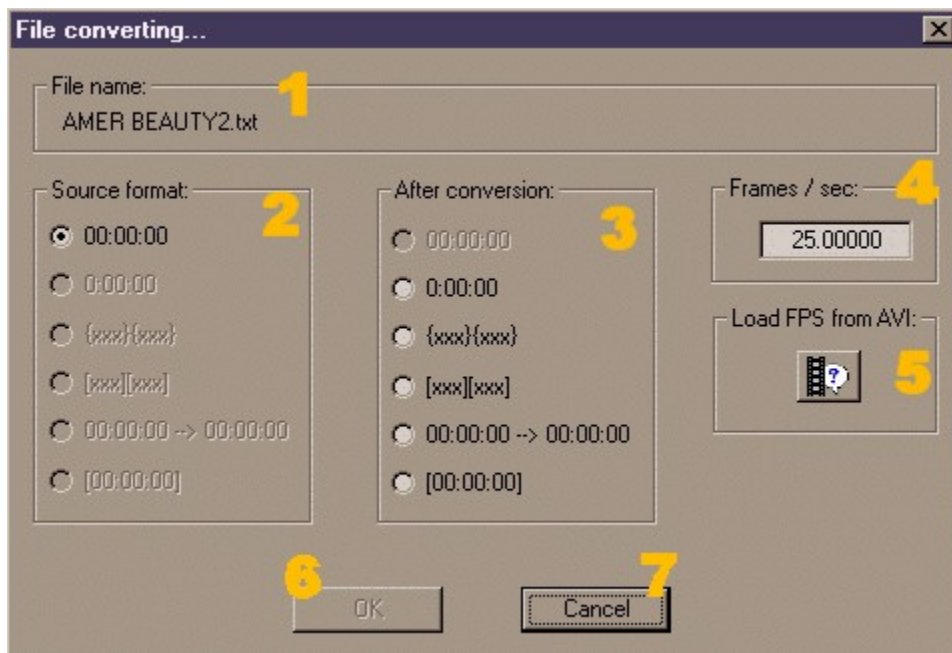 File converting...
File name:
1
AMER BEAUTY2.txt
Source format:
2
00:00:00
0:00:00
{xxx}{xxx}
[xxx][xxx]
00:00:00 --> 00:00:00
[00:00:00]
After conversion:
3
00:00:00
0:00:00
{xxx}{xxx}
[xxx][xxx]
00:00:00 --> 00:00:00
[00:00:00]
Frames / sec:
4
25.00000
Load FPS from AVI:
5
?
6
OK
7
Cancel